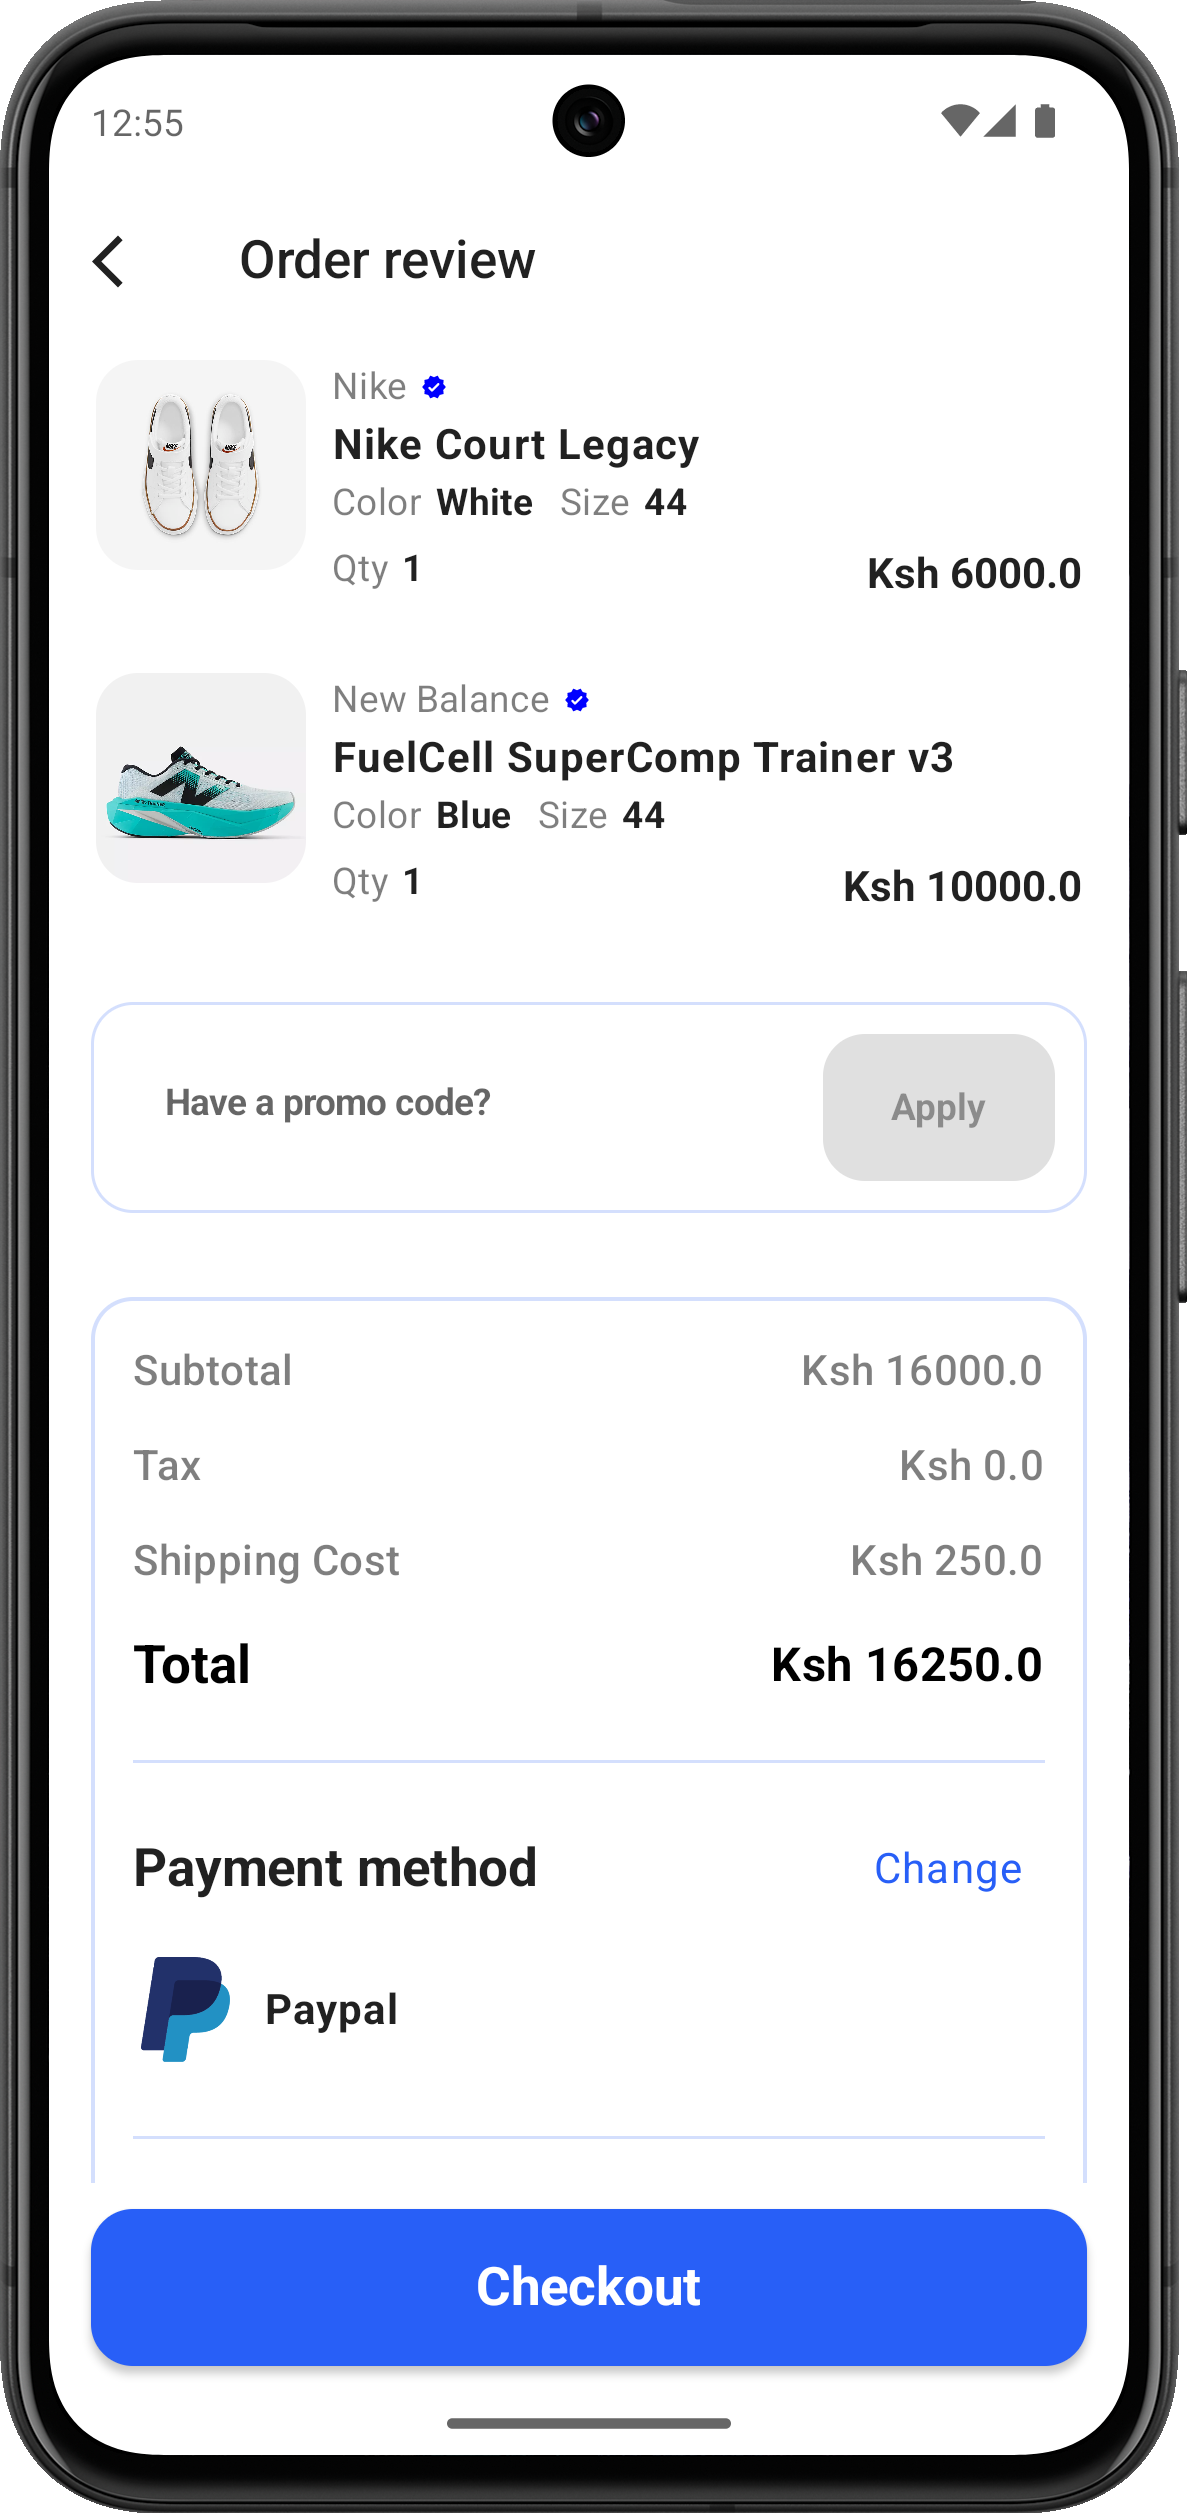 12:55
Order review
Nike
Nike Court Legacy
Color White Size 44
Qty 1
Ksh 6000.0
New Balance
FuelCell SuperComp Trainer v3
Color Blue Size 44
Qty 1
Ksh 10000.0
Have a promo code?
Apply
Subtotal Ksh 16000.0
Tax Ksh 0.0
Shipping Cost Ksh 250.0
Total Ksh 16250.0
Payment method Change
Paypal
Checkout